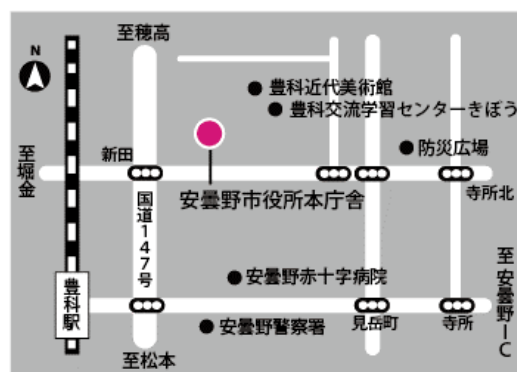 至穂高
N
豊科近代美術館
豊科交流学習センターきぼう
防災広場
新田
至堀金
安曇野市役所本庁舎
寺所北
国道147号
安曇野赤十字病院
至安曇野IC
豊科駅
安曇野警察署
見岳町
寺所
至松本